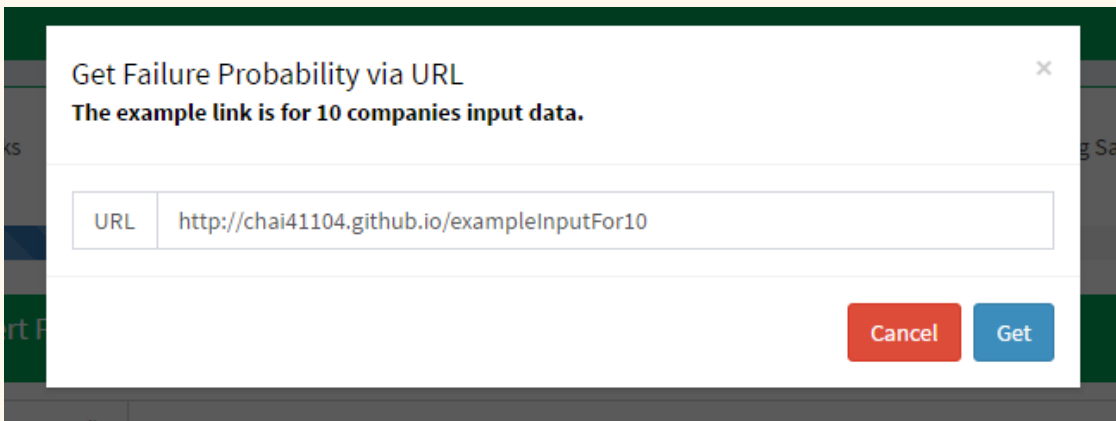 Get Failure Probability via URL
×
The example link is for 10 companies input data.
URL
http://chai41104.github.io/exampleInputFor10
Cancel
Get